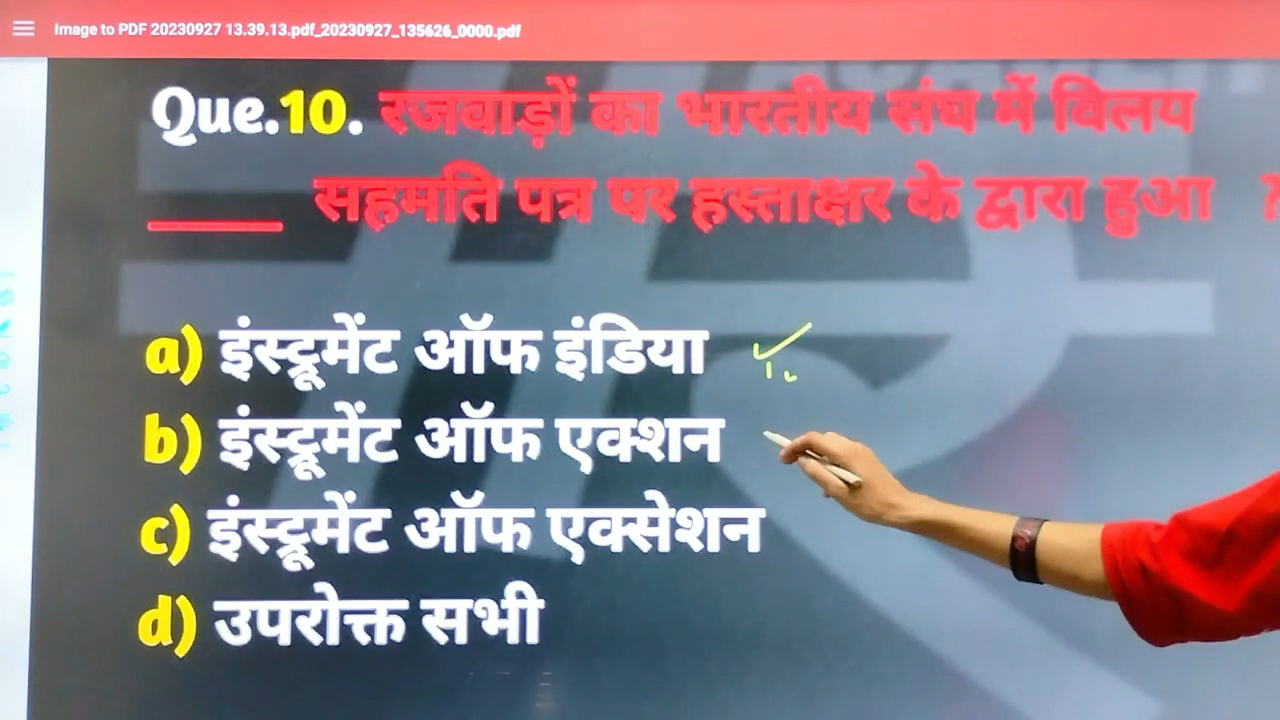 Image to PDF 20230927 13.39.13.pdf_20230927_135626_0000.pdf
Que.10. रजवाड़ों का भारतीय संघ में विलय
_____ सहमति पत्र पर हस्ताक्षर के द्वारा हुआ ?
a) इंस्ट्रूमेंट ऑफ इंडिया
b) इंस्ट्रूमेंट ऑफ एक्शन
c) इंस्ट्रूमेंट ऑफ एक्सेशन
d) उपरोक्त सभी